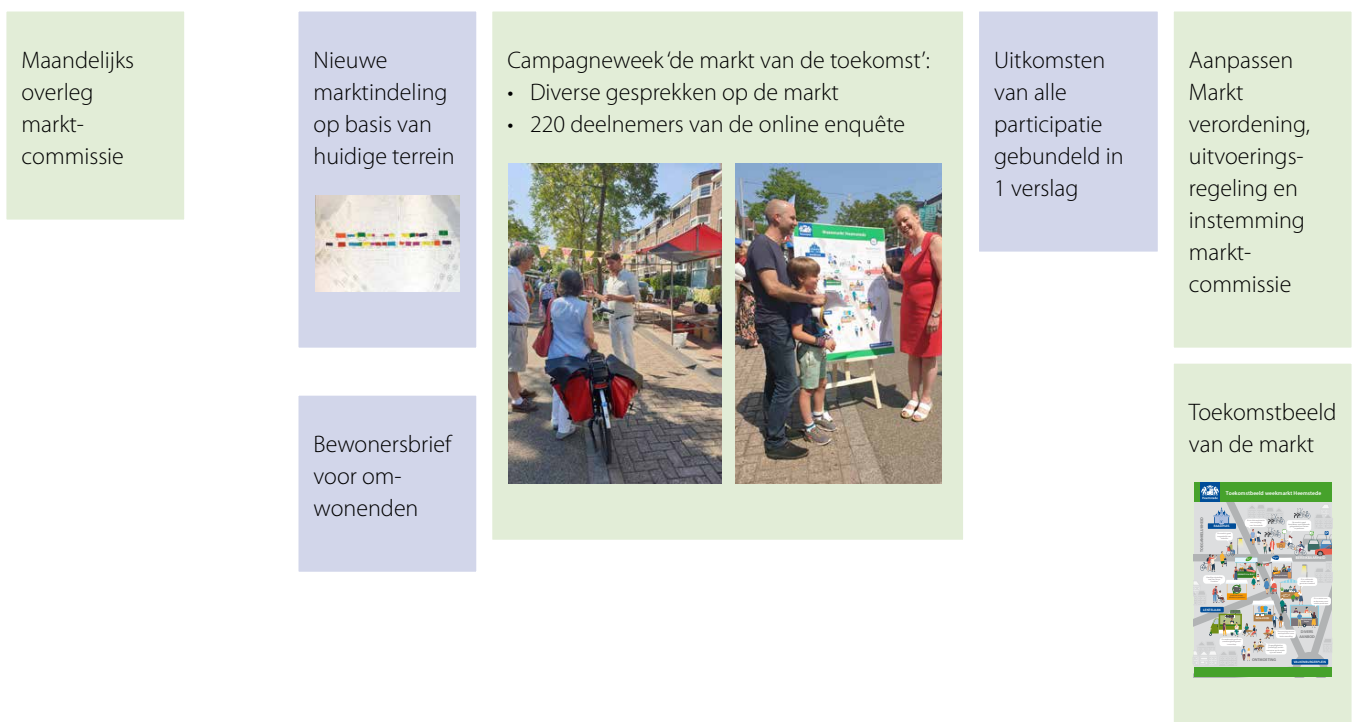 Maandelijks
overleg
markt-
commissie
Nieuwe
marktindeling
op basis van
huidige terrein
Bewonersbrief
voor om-
wonenden
Campagneweek ‘de markt van de toekomst’:
• Diverse gesprekken op de markt
• 220 deelnemers van de online enquête
Uitkomsten
van alle
participatie
gebundeld in
1 verslag
Aanpassen
Markt
verordening,
uitvoerings-
regeling en
instemming
markt-
commissie
Toekomstbeeld
van de markt
Toekomstbeeld weekmarkt Heemstede